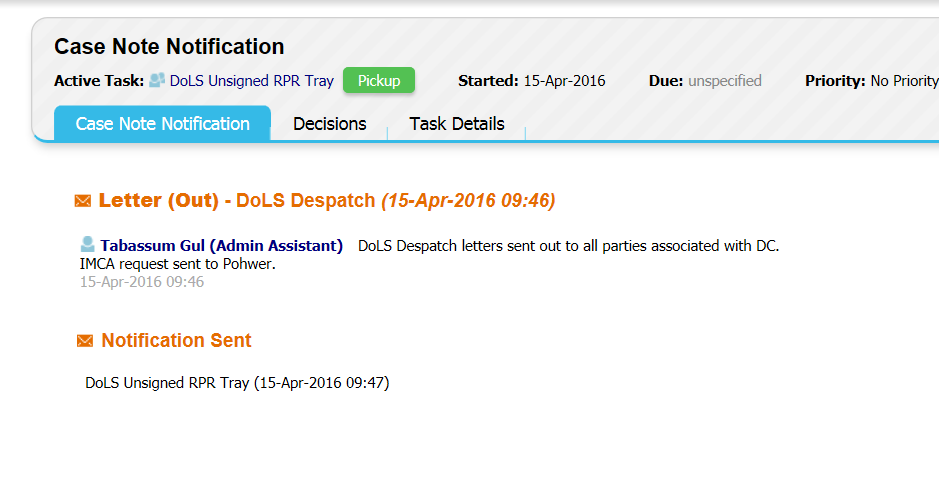 Case Note Notification
Active Task: DoLS Unsigned RPR Tray Pickup Started: 15-Apr-2016 Due: unspecified Priority: No Priority
Case Note Notification Decisions Task Details
Letter (Out) - DoLS Despatch (15-Apr-2016 09:46)
Tabassum Gul (Admin Assistant) DoLS Despatch letters sent out to all parties associated with DC.
IMCA request sent to Pohwer.
15-Apr-2016 09:46
Notification Sent
DoLS Unsigned RPR Tray (15-Apr-2016 09:47)